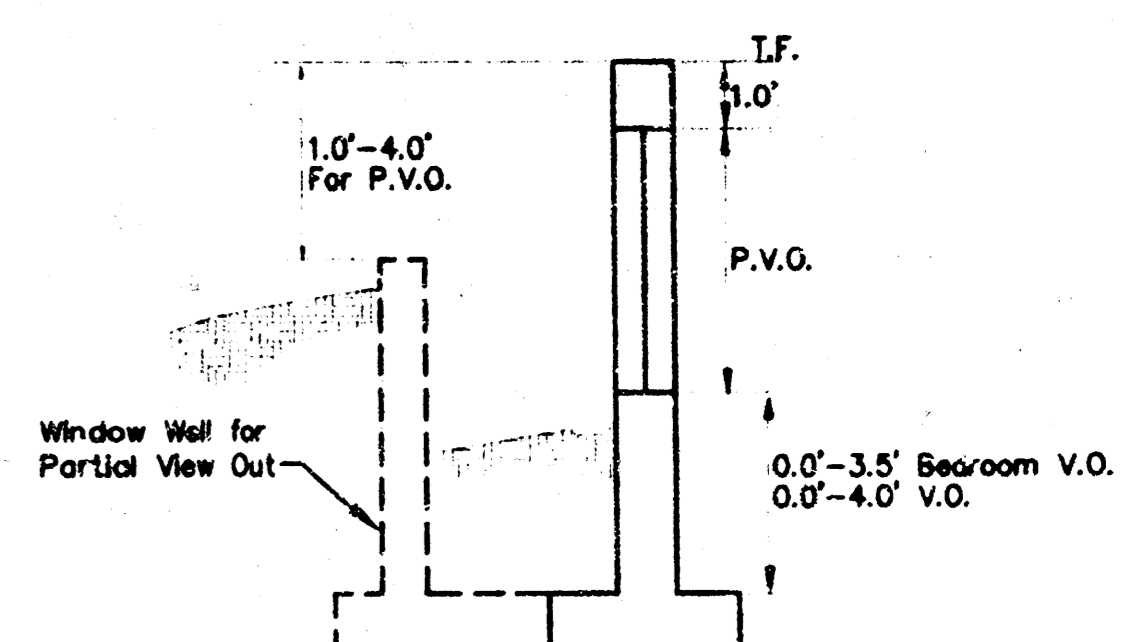 T.F.
1.0'
1.0'-4.0'
For P.V.O.
P.V.O.
Window Well for
Partial View Out
0.0'-3.5' Bedroom V.O.
0.0'-4.0' V.O.